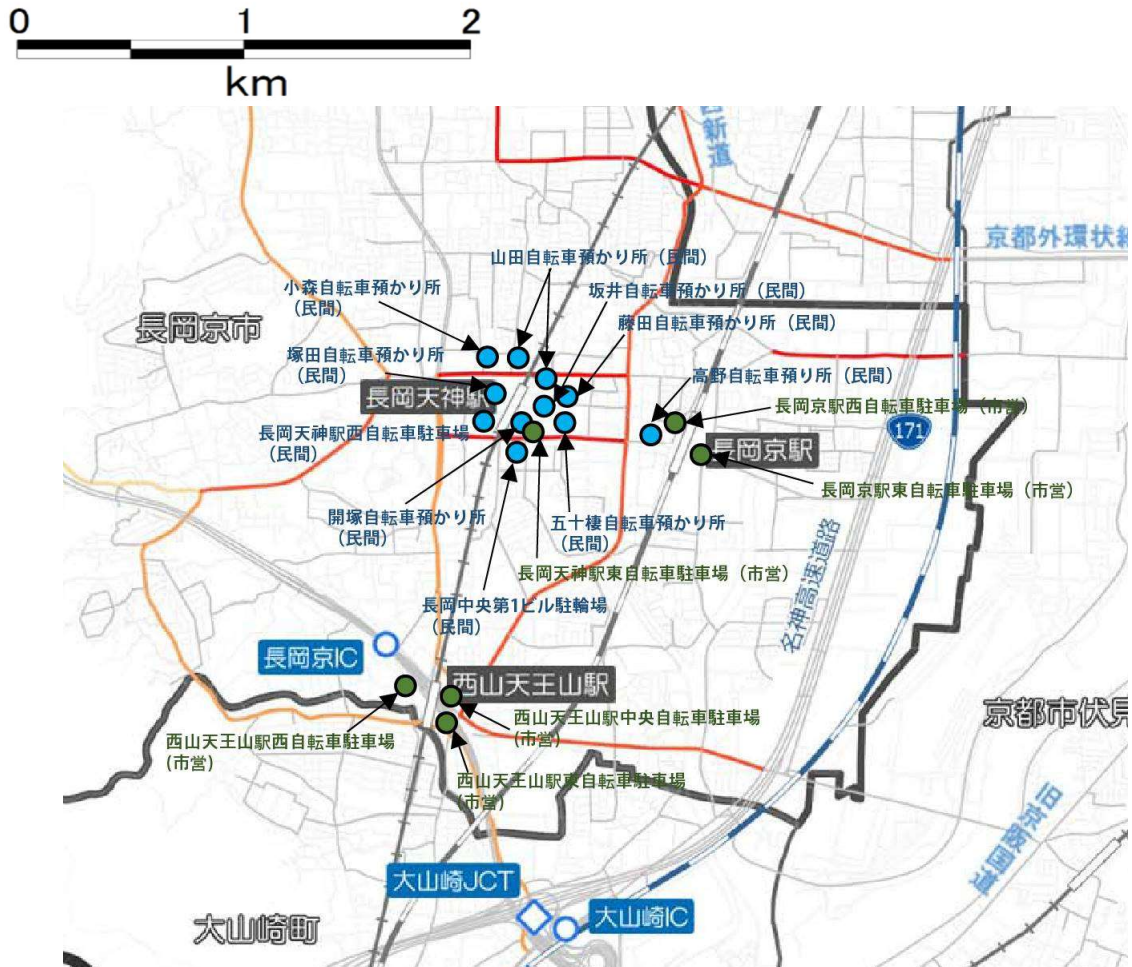 0 1 2
km
西新道
京都外環状線
山田自転車預かり所（民間）
小森自転車預かり所
（民間）
坂井自転車預かり所（民間）
長岡京市
藤田自転車預かり所（民間）
塚田自転車預かり所
（民間）
高野自転車預り所（民間）
長岡天神駅
長岡京駅西自転車駐車場（市営）
長岡天神駅西自転車駐車場
（民間）
171
長岡京駅
長岡京駅東自転車駐車場（市営）
開塚自転車預かり所
（民間）
五十棲自転車預かり所
（民間）
長岡天神駅東自転車駐車場（市営）
名神高速道路
長岡中央第1ビル駐輪場
（民間）
長岡京IC
西山天王山駅
西山天王山駅中央自転車駐車場
(市営)
京都市伏見
西山天王山駅西自転車駐車場
(市営)
西山天王山駅東自転車駐車場
(市営)
旧京阪国道
大山崎JCT
大山崎IC
大山崎町